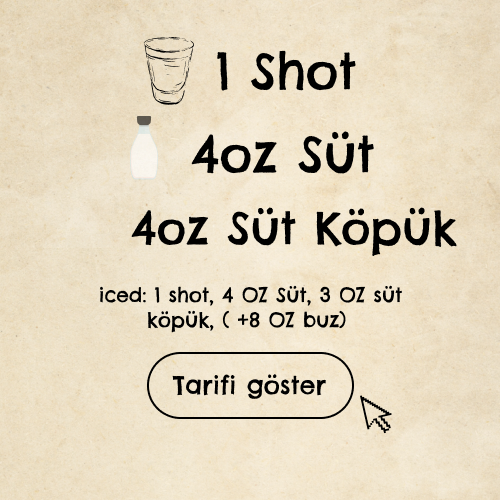 1 Shot
4oz Süt
4oz Süt Köpük
iced: 1 shot, 4 OZ Süt, 3 OZ süt
köpük, ( +8 OZ buz)
Tarifi göster